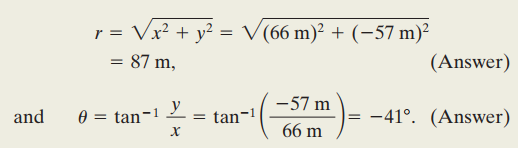 r = √x² + y² = √(66 m)² + (−57 m)²
= 87 m, (Answer)
and θ = tan⁻¹ y/x = tan⁻¹(−57 m/66 m) = −41°. (Answer)